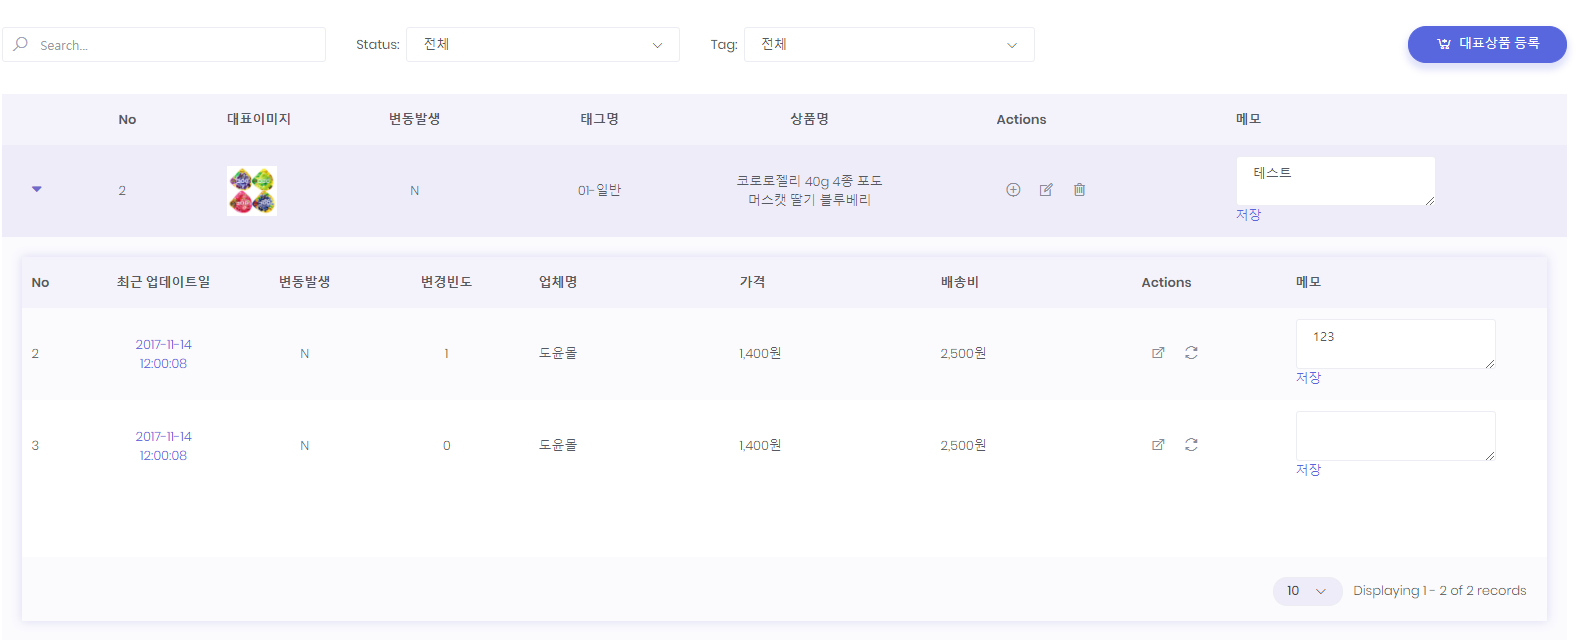 Search...
Status: 전체
Tag: 전체
대표상품 등록
No 대표이미지 변동발생 태그명 상품명 Actions 메모
2 N 01-일반 코로로젤리 40g 4종 포도
머스캣 딸기 블루베리
테스트
저장
No 최근 업데이트일 변동발생 변경빈도 업체명 가격 배송비 Actions 메모
2 2017-11-14
12:00:08 N 1 도윤몰 1,400원 2,500원 123
저장
3 2017-11-14
12:00:08 N 0 도윤몰 1,400원 2,500원
저장
10 Displaying 1 - 2 of 2 records